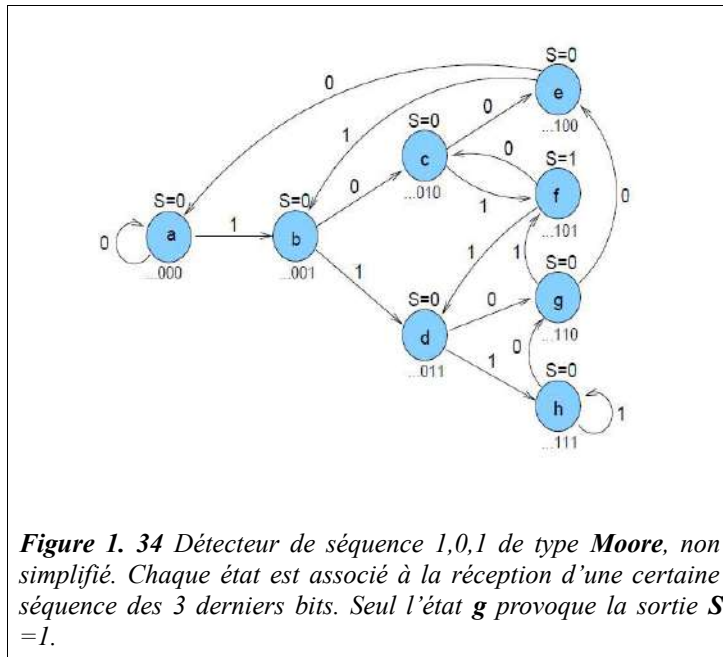 S=0
0
e
1
0
S=0
...100
c
0
S=1
...010
0
f
0
S=0
S=0
0
1
...101
a
1
b
1
S=0
0
....000
...001
1
1
S=0
g
d
0
...110
...011
1
0
S=0
h
1
...111
Figure 1. 34 Détecteur de séquence 1,0,1 de type Moore, non
simplifié. Chaque état est associé à la réception d’une certaine
séquence des 3 derniers bits. Seul l’état g provoque la sortie S
=1.